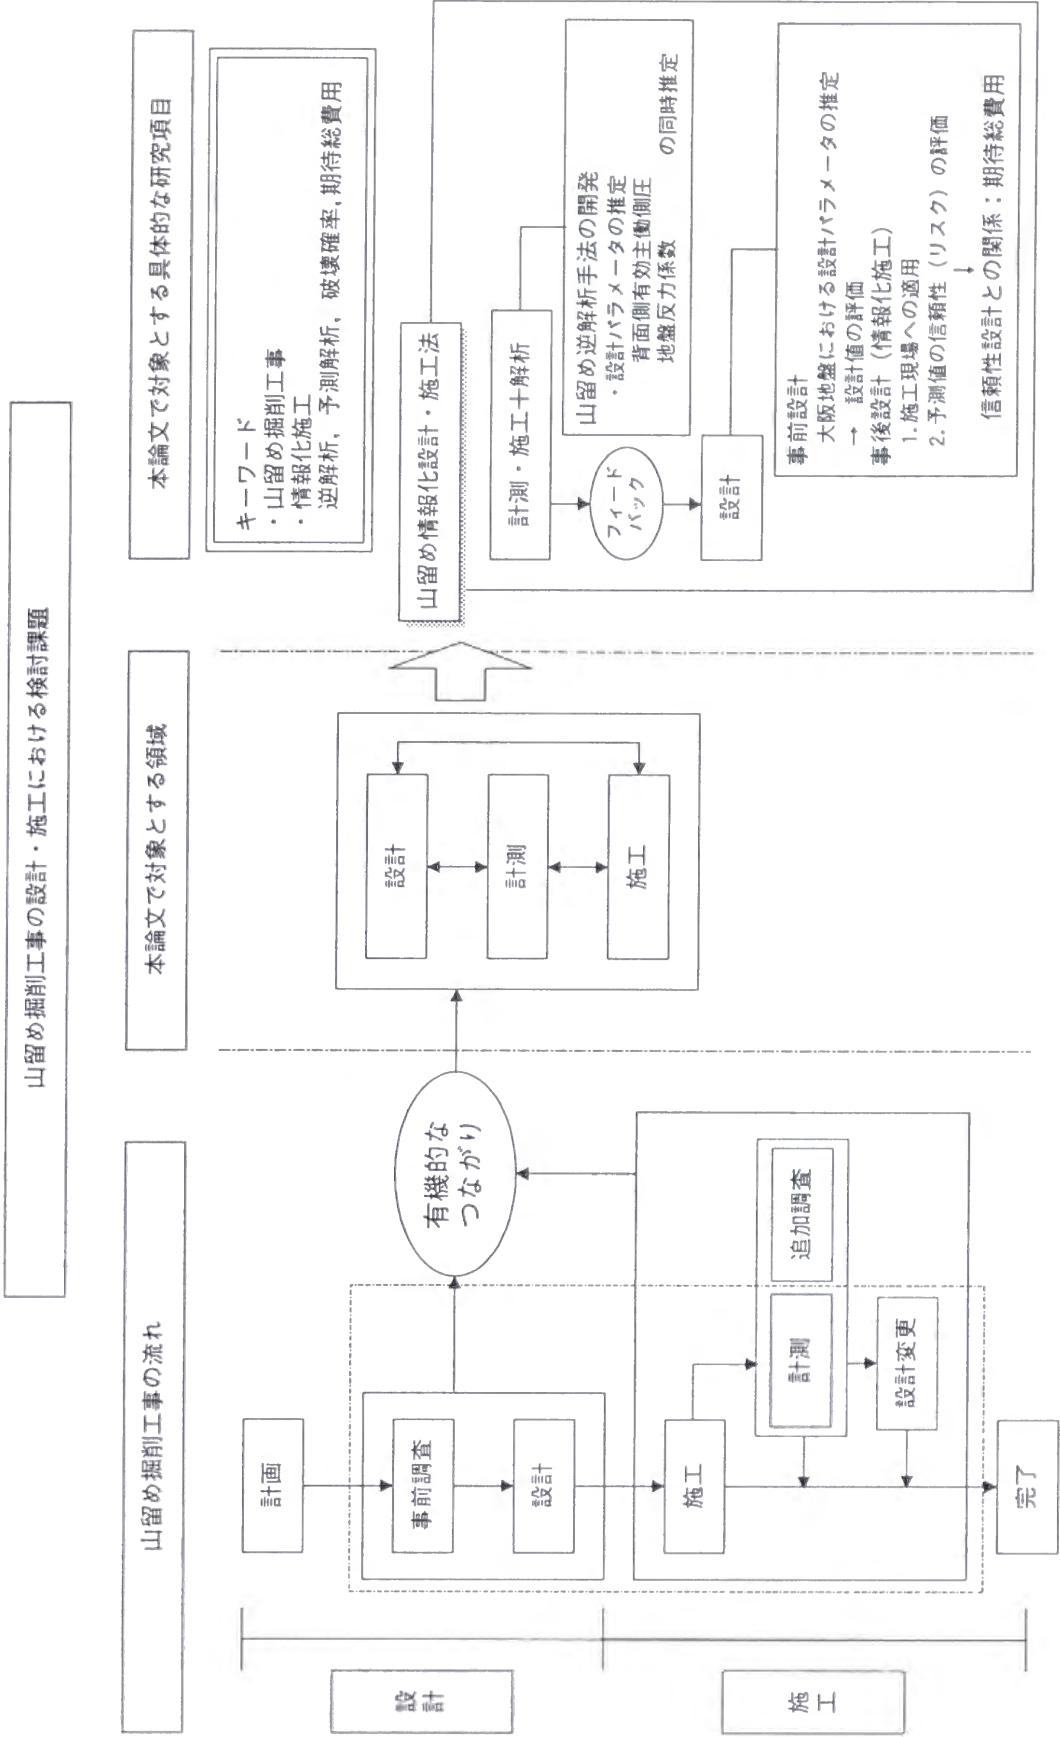 山留め掘削工事の設計・施工における検討課題
山留め掘削工事の流れ
設計
施工
計画
事前調査
設計
施工
計測
追加調査
設計変更
完了
有機的な
つながり
本論文で対象とする領域
設計
計測
施工
本論文で対象とする具体的な研究項目
キーワード
・山留め掘削工事
・情報化施工
逆解析，予測解析，破壊確率，期待総費用
山留め情報化設計・施工法
計測・施工＋解析
フィード
バック
設計
山留め逆解析手法の開発
・設計パラメータの推定
背面側有効主働側圧
地盤反力係数
の同時推定
事前設計
大阪地盤における設計パラメータの推定
→ 設計値の評価
事後設計（情報化施工）
1.施工現場への適用
2.予測値の信頼性（リスク）の評価
↓
信頼性設計との関係：期待総費用